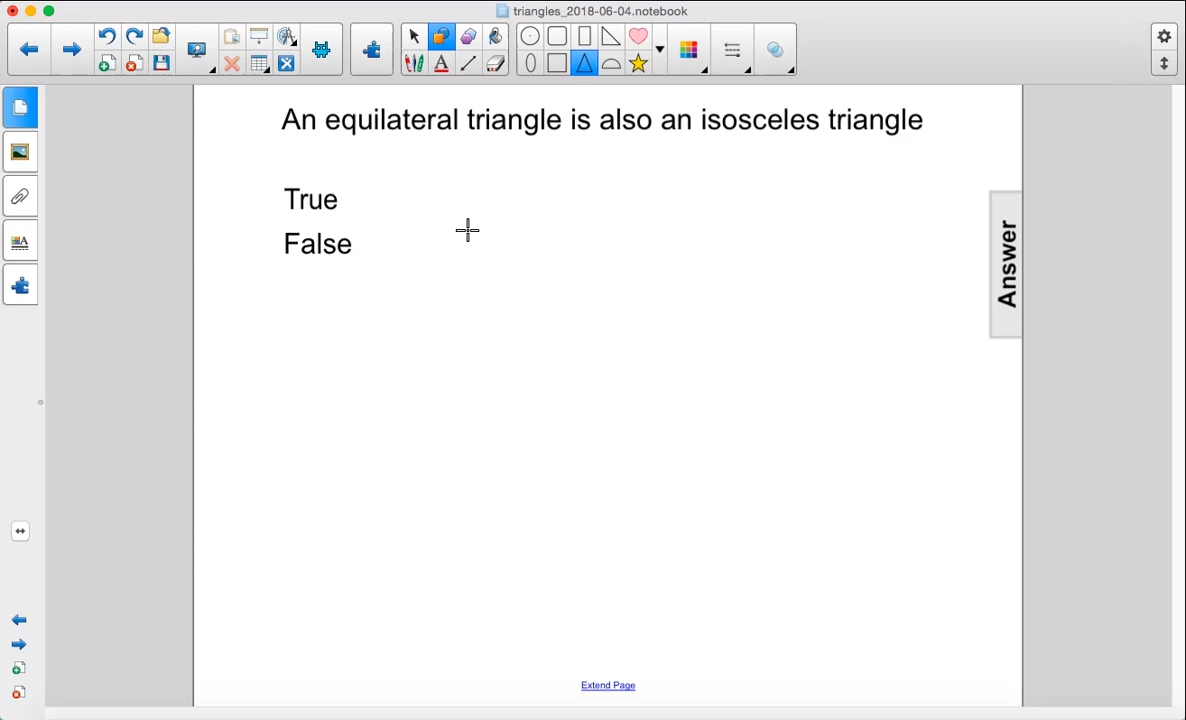 triangles_2018-06-04.notebook
An equilateral triangle is also an isosceles triangle
True
False
Answer
Extend Page